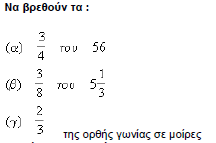 Να βρεθούν τα :
(α) 3/4 του 56
(β) 3/8 του 5 1/3
(γ) 2/3 της ορθής γωνίας σε μοίρες